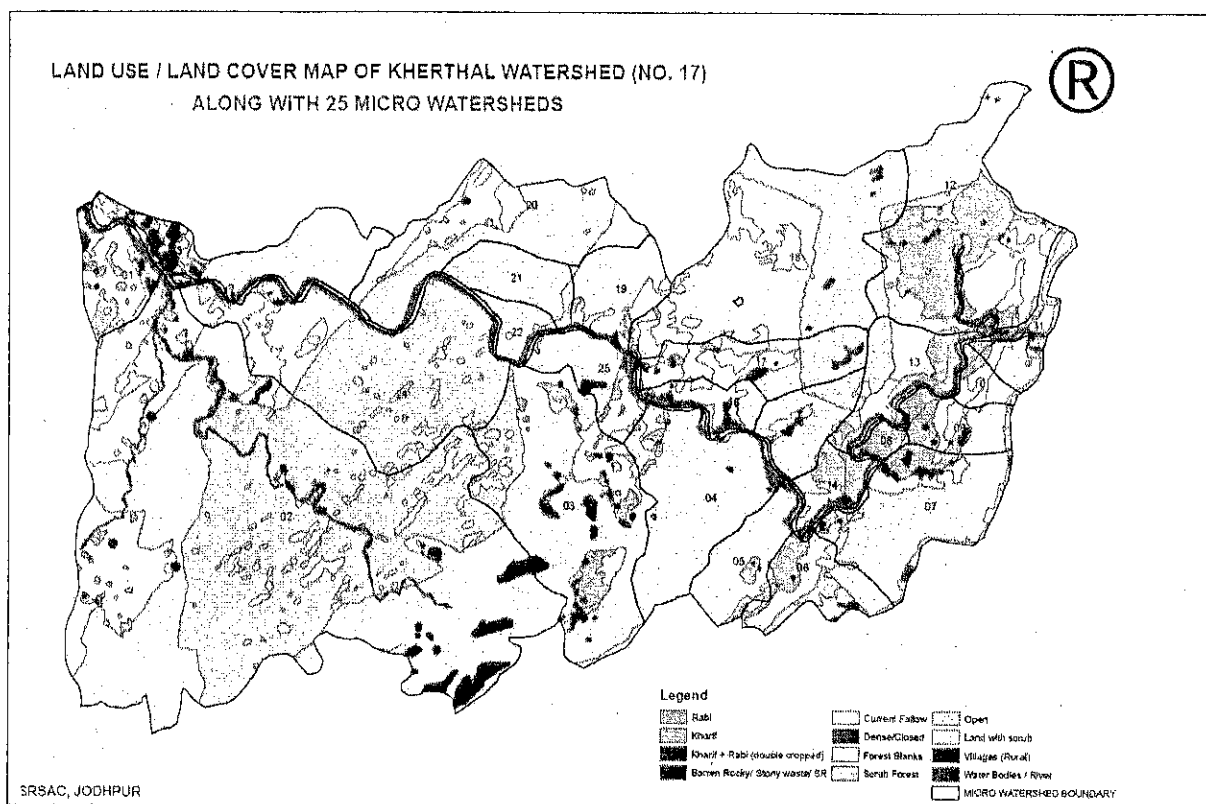 LAND USE / LAND COVER MAP OF KHERTHAL WATERSHED (NO. 17)
ALONG WITH 25 MICRO WATERSHEDS
R
12
20
18
01
21
19
22
13
25
17
03
04
14
07
02
05
06
08
Legend
Rabi
Kharif
Kharif + Rabi (double cropped)
Barren Rocky/ Stony waste/ SR
Current Fallow
Dense/Closed
Forest Blanks
Scrub Forest
Open
Land with scrub
Villages (Rural)
Water Bodies / River
MICRO WATERSHED BOUNDARY
SRSAC, JODHPUR